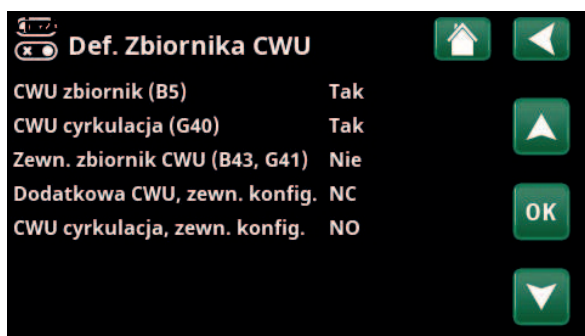 Def. Zbiornika CWU
CWU zbiornik (B5) Tak
CWU cyrkulacja (G40) Tak
Zewn. zbiornik CWU (B43, G41) Nie
Dodatkowa CWU, zewn. konfig. NC
CWU cyrkulacja, zewn. konfig. NO
OK